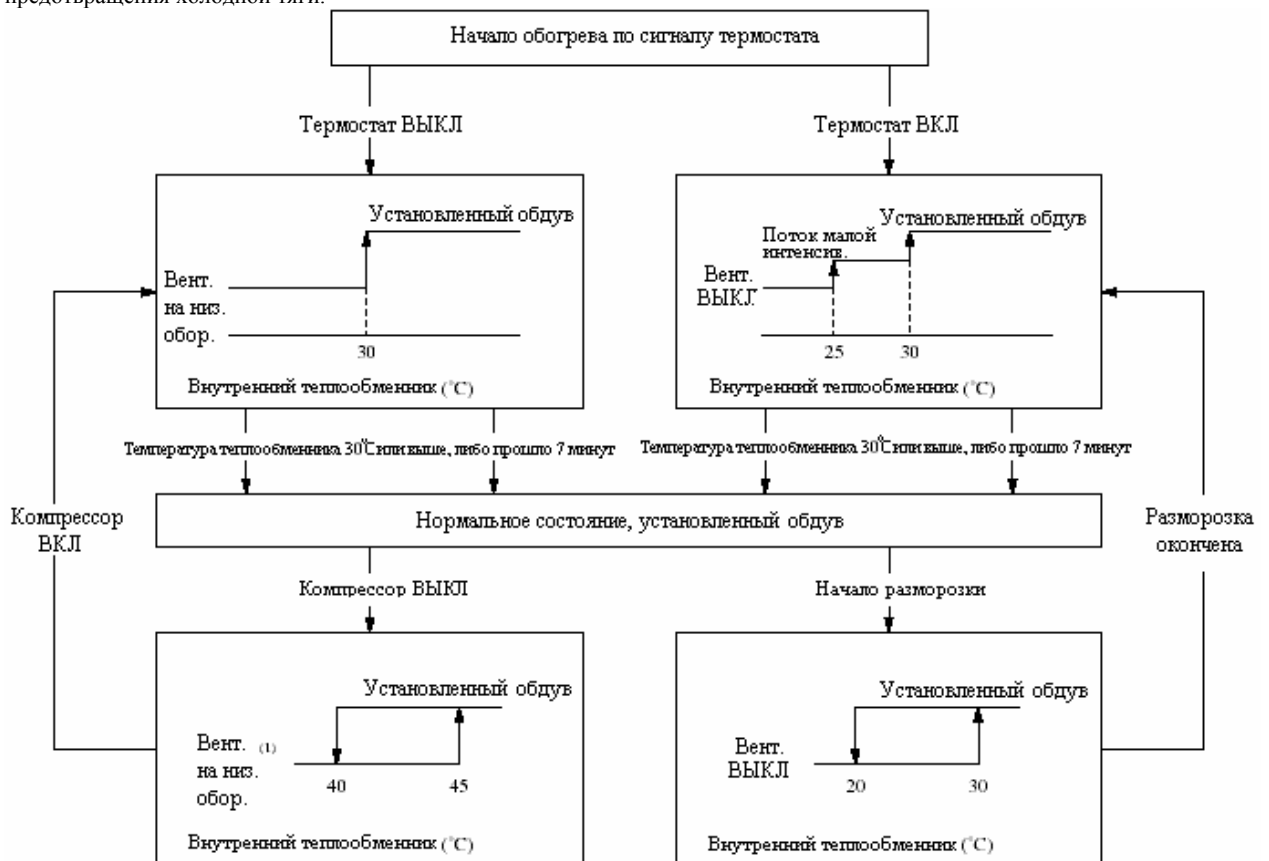 предотвращения холодной тяги.
Начало обогрева по сигналу термостата
Термостат ВЫКЛ
Термостат ВКЛ
Установленный обдув
Вент.
на низ.
обор.
30
Внутренний теплообменник (°C)
Установленный обдув
Поток малой
интенсив.
Вент.
ВЫКЛ
25 30
Внутренний теплообменник (°C)
Температура теплообменника 30°С или выше, либо прошло 7 минут
Температура теплообменника 30°С или выше, либо прошло 7 минут
Компрессор
ВКЛ
Нормальное состояние, установленный обдув
Разморозка
окончена
Компрессор ВЫКЛ
Начало разморозки
Установленный обдув
Вент. (1)
на низ.
обор.
40 45
Внутренний теплообменник (°C)
Установленный обдув
Вент.
ВЫКЛ
20 30
Внутренний теплообменник (°C)